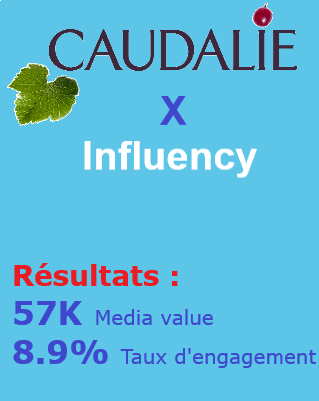 CAUDALIE
X
Influency
Résultats :
57K Media value
8.9% Taux d'engagement